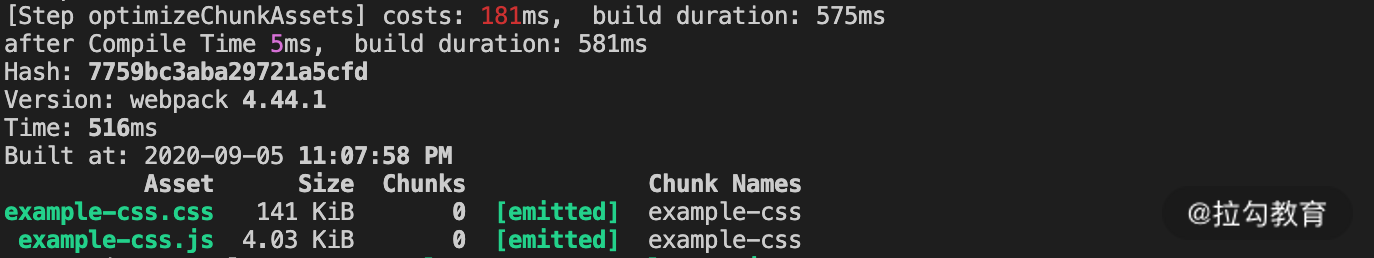 [Step optimizeChunkAssets] costs: 181ms,  build duration: 575ms
after Compile Time 5ms,  build duration: 581ms
Hash: 7759bc3aba29721a5cfd
Version: webpack 4.44.1
Time: 516ms
Built at: 2020-09-05 11:07:58 PM
Asset      Size  Chunks             Chunk Names
example-css.css   141 KiB       0  [emitted]  example-css
example-css.js  4.03 KiB       0  [emitted]  example-css
@拉勾教育